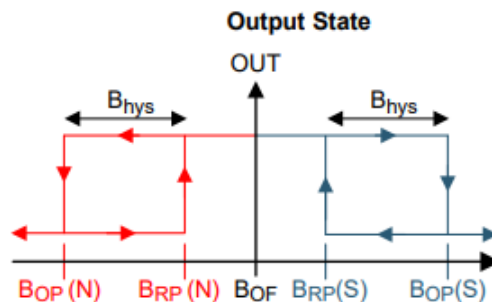 Output State
OUT
Bhys
Bhys
BOP(N)
BRP(N)
BOF
BRP(S)
BOP(S)